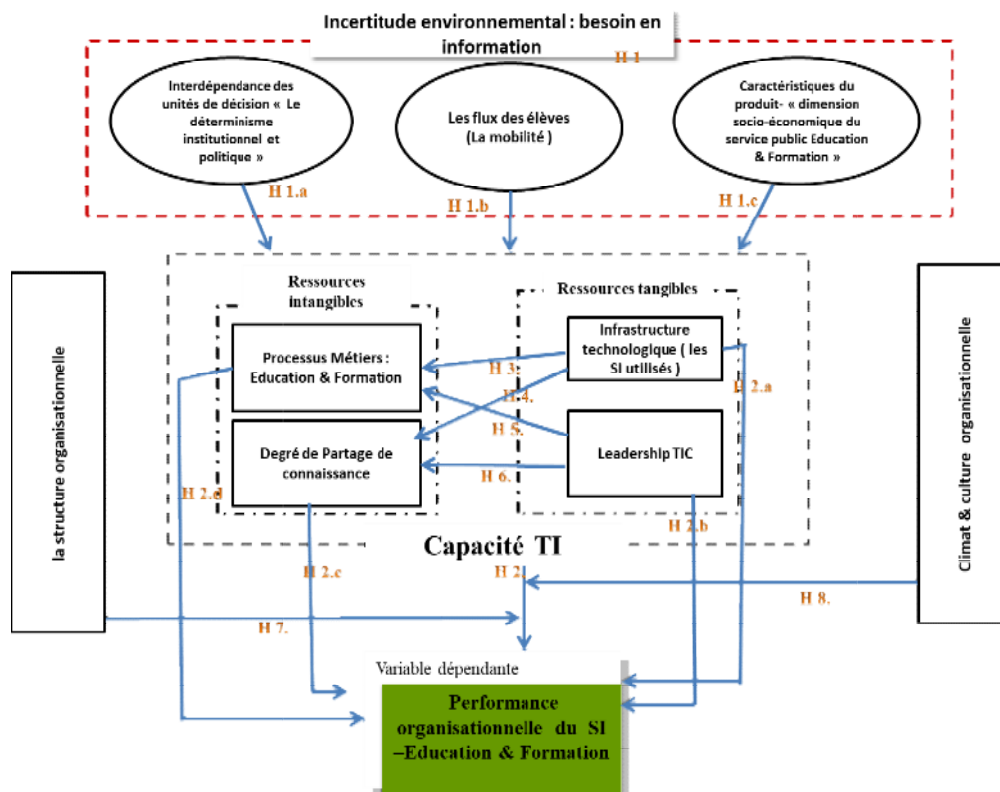 Incertitude environnemental : besoin en
information
H 1
Interdépendance des
unités de décision « Le
déterminisme
institutionnel et
politique »
Les flux des élèves
(La mobilité )
Caractéristiques du
produit- « dimension
socio-économique du
service public Education
& Formation »
H 1.a
H 1.b
H 1.c
la structure organisationnelle
Ressources
intangibles
Ressources tangibles
Processus Métiers :
Education & Formation
Infrastructure
technologique ( les
SI utilisés )
H 3.
H 4.
H 2.a
H 5.
Degré de Partage de
connaissance
Leadership TIC
H 6.
H 2.d
H 2.b
Climat & culture organisationnelle
Capacité TI
H 2.c
H 2.
H 7.
H 8.
Variable dépendante
Performance
organisationnelle du SI
–Education & Formation